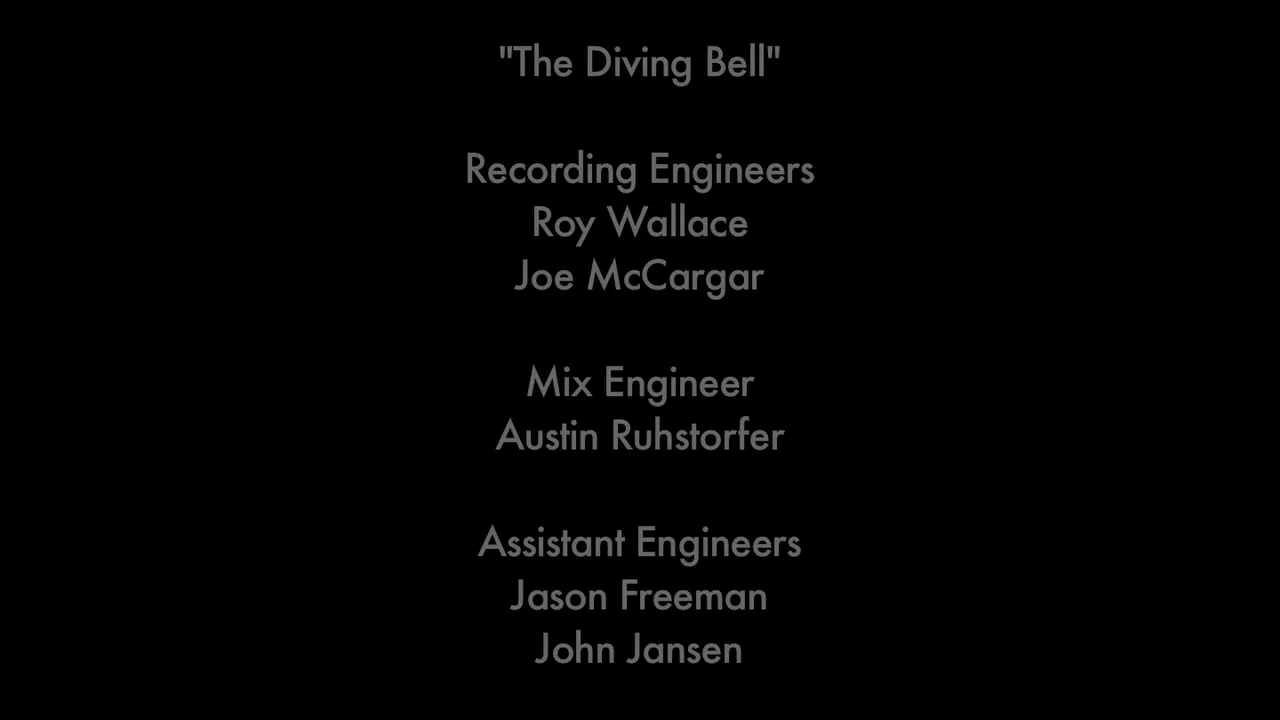 "The Diving Bell"
Recording Engineers
Roy Wallace
Joe McCargar
Mix Engineer
Austin Ruhstorfer
Assistant Engineers
Jason Freeman
John Jansen